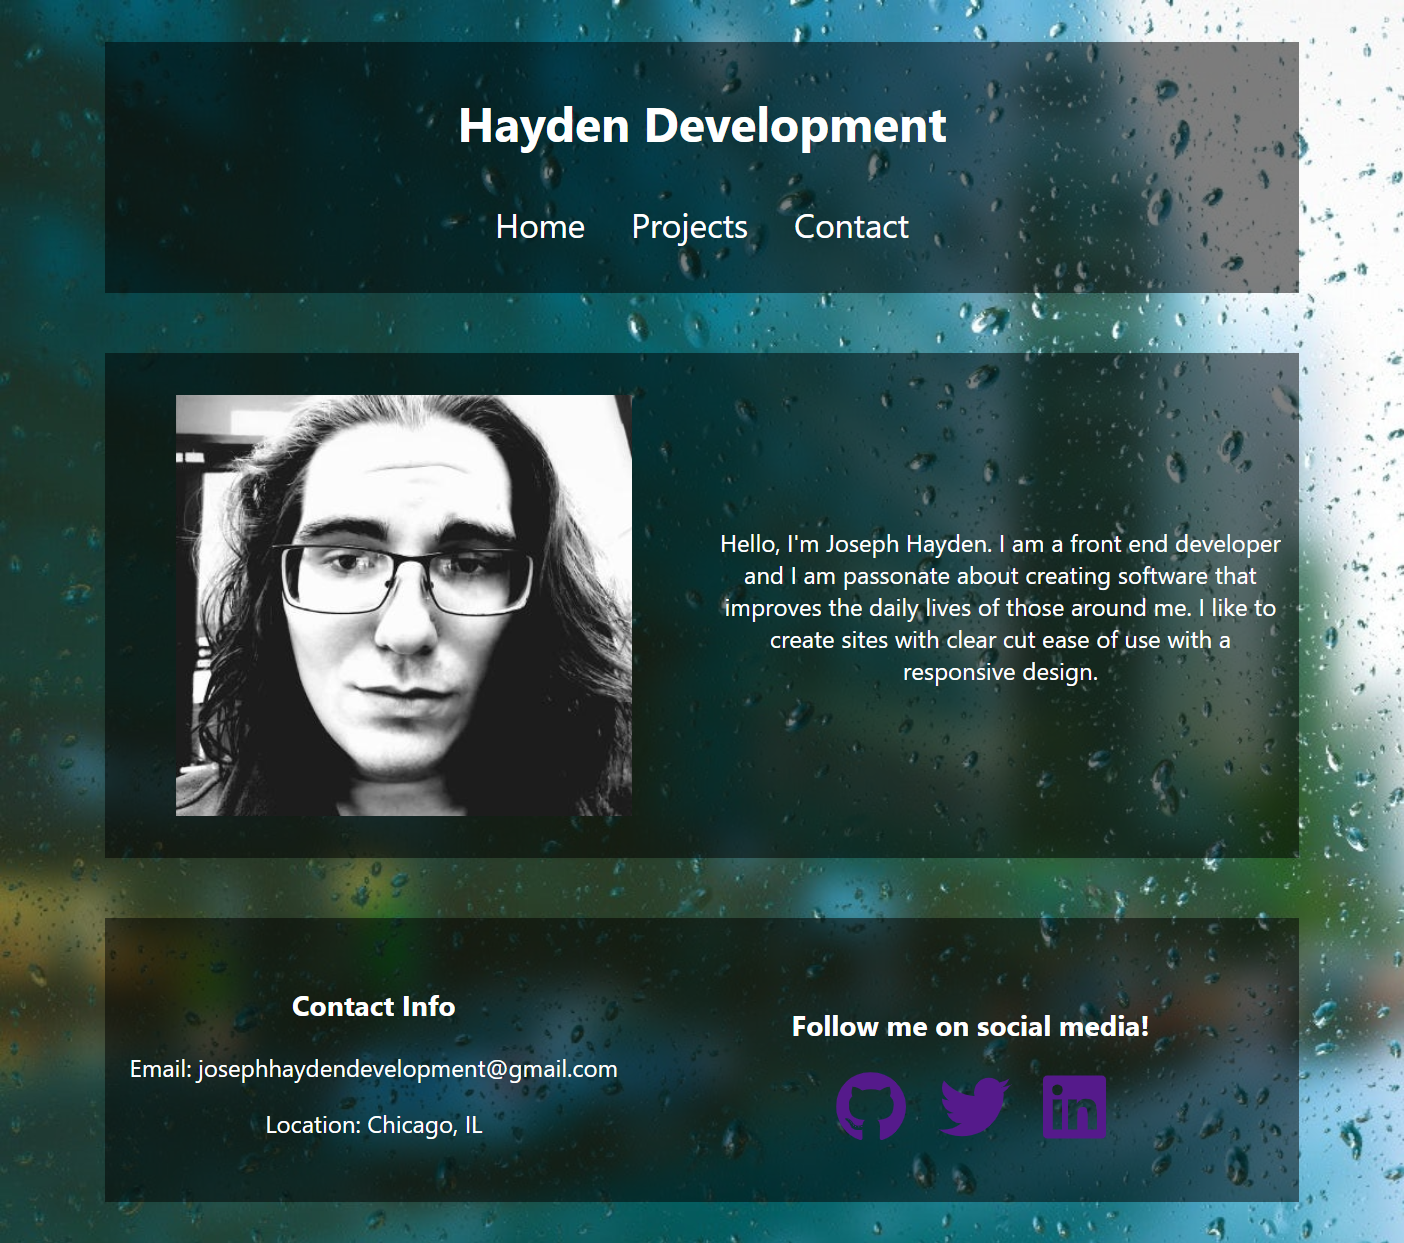 Hayden Development
Home Projects Contact
Hello, I'm Joseph Hayden. I am a front end developer
and I am passonate about creating software that
improves the daily lives of those around me. I like to
create sites with clear cut ease of use with a
responsive design.
Contact Info
Email: josephhaydendevelopment@gmail.com
Location: Chicago, IL
Follow me on social media!
in